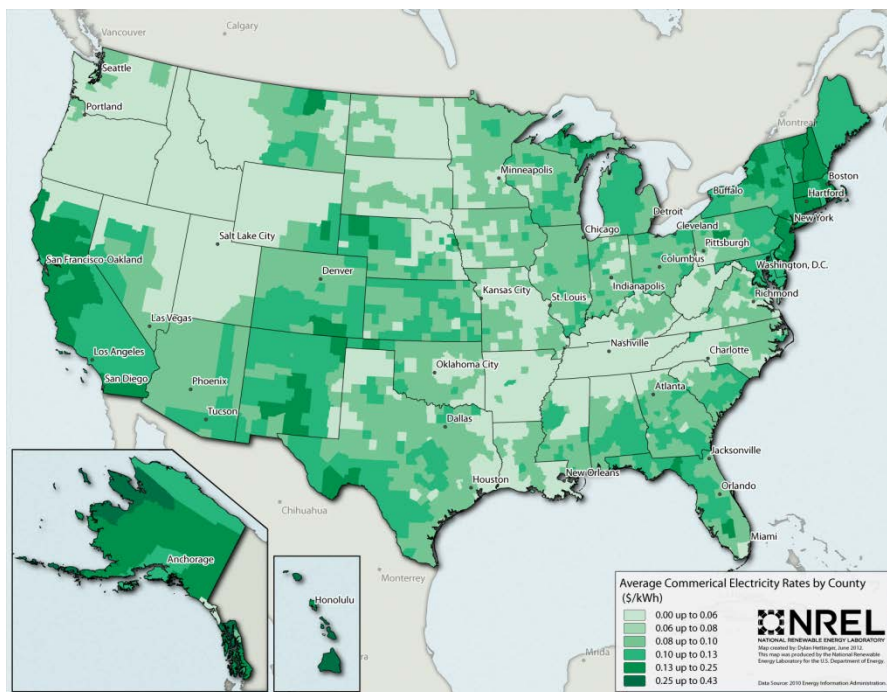 Vancouver
Calgary
Seattle
Portland
Montreal
Minneapolis
Boston
Buffalo
Hartford
Detroit
New York
Cleveland
Chicago
Pittsburgh
Salt Lake City
Columbus
San Francisco-Oakland
Washington, D.C.
Denver
Indianapolis
Kansas City
St. Louis
Richmond
Las Vegas
Nashville
Los Angeles
Charlotte
Oklahoma City
San Diego
Phoenix
Atlanta
Tucson
Dallas
Jacksonville
New Orleans
Houston
Orlando
Chihuahua
Miami
Anchorage
Monterrey
Honolulu
Mérida
Average Commerical Electricity Rates by County
($/kWh)
0.00 up to 0.06
0.06 up to 0.08
0.08 up to 0.10
0.10 up to 0.13
0.13 up to 0.25
0.25 up to 0.43
NREL
NATIONAL RENEWABLE ENERGY LABORATORY
Map created by: Dylan Hettinger, June 2012.
This map was produced by the National Renewable
Energy Laboratory for the U.S. Department of Energy.
Data Source: 2010 Energy Information Administration.